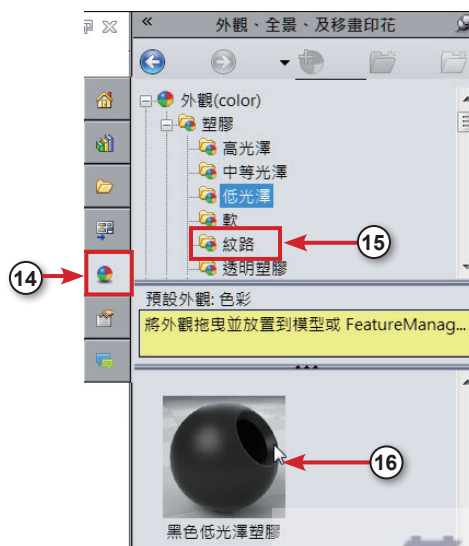 « 外觀、全景、及移畫印花
外觀(color)
塑膠
高光澤
中等光澤
低光澤
軟
紋路
15
透明塑膠
14
預設外觀: 色彩
將外觀拖曳並放置到模型或 FeatureManag...
16
黑色低光澤塑膠